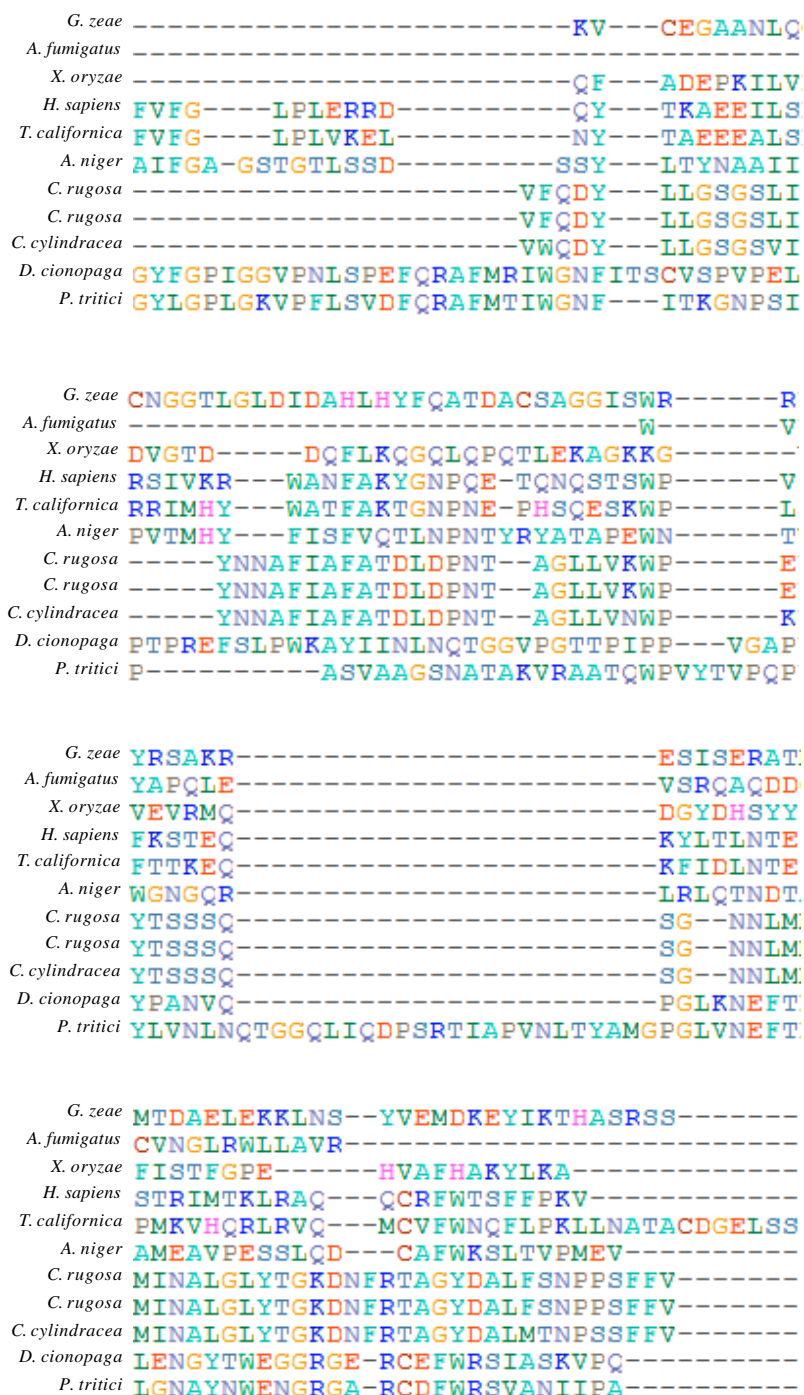 G. zeae -------------------------KV---CEGAANLQ
A. fumigatus --------------------------------------
X. oryzae -------------------------QF---ADEPKILV
H. sapiens FVFG----LPLERRD----------QY---TKAEEILS
T. californica FVFG----LPLVKEL----------NY---TAEEEALS
A. niger AIFGA-GSTGTLSSD---------SSY---LTYNAAII
C. rugosa ----------------------VFQDY---LLGSGSLI
C. rugosa ----------------------VFQDY---LLGSGSLI
C. cylindracea ----------------------VWQDY---LLGSGSVI
D. cionopaga GYFGPIGGVPNLSPEFQRAFMRIWGNFITSCVSPVPEL
P. tritici GYLGPLGKVPFLSVDFQRAFMTIWGNF---ITKGNPSI
G. zeae CNGGTLGLDIDAHLHYFQATDACSAGGISWR------R
A. fumigatus -----------------------------W-------V
X. oryzae DVGTD-----DQFLKQGQLQPQTLEKAGKKG------
H. sapiens RSIVKR---WANFAKYGNPQE-TQNQSTSWP------V
T. californica RRIMHY---WATFAKTGNPNE-PHSQESKWP------L
A. niger PVTMHY---FISFVQTLNPNTYRYATAPEWN------T
C. rugosa -----YNNAFIAFATDLDPNT--AGLLVKWP------E
C. rugosa -----YNNAFIAFATDLDPNT--AGLLVKWP------E
C. cylindracea -----YNNAFIAFATDLDPNT--AGLLVNWP------K
D. cionopaga PTPREFSLPWKAYIINLNQTGGVPGTTPIPP---VGAP
P. tritici P----------ASVAAGSNATAKVRAATQWPVYTVPQP
G. zeae YRSAKR------------------------ESISERAT
A. fumigatus YAPQLE------------------------VSRQAQDD
X. oryzae VEVRMQ------------------------DGYDHSYY
H. sapiens FKSTEQ------------------------KYLTLNTE
T. californica FTTKEQ------------------------KFIDLNTE
A. niger WGNGQR------------------------LRLQTNDT
C. rugosa YTSSSQ------------------------SG--NNLM
C. rugosa YTSSSQ------------------------SG--NNLM
C. cylindracea YTSSSQ------------------------SG--NNLM
D. cionopaga YPANVQ------------------------PGLKNEFT
P. tritici YLVNLNQTGGQLIQDPSRTIAPVNLTYAMGPGLVNEFT
G. zeae MTDAELEKKLNS--YVEMDKEYIKTHASRSS-------
A. fumigatus CVNGLRWLLAVR--------------------------
X. oryzae FISTFGPE------HVAFHAKYLKA-------------
H. sapiens STRIMTKLRAQ---QCRFWTSFFPKV------------
T. californica PMKVHQRLRVQ---MCVFWNQFLPKLLNATACDGELSS
A. niger AMEAVPESSLQD---CAFWKSLTVPMEV----------
C. rugosa MINALGLYTGKDNFRTAGYDALFSNPPSFFV-------
C. rugosa MINALGLYTGKDNFRTAGYDALFSNPPSFFV-------
C. cylindracea MINALGLYTGKDNFRTAGYDALMTNPSSFFV-------
D. cionopaga LENGYTWEGGRGE-RCEFWRSIASKVPQ----------
P. tritici LGNAYNWENGRGA-RCDFWRSVANIIPA----------